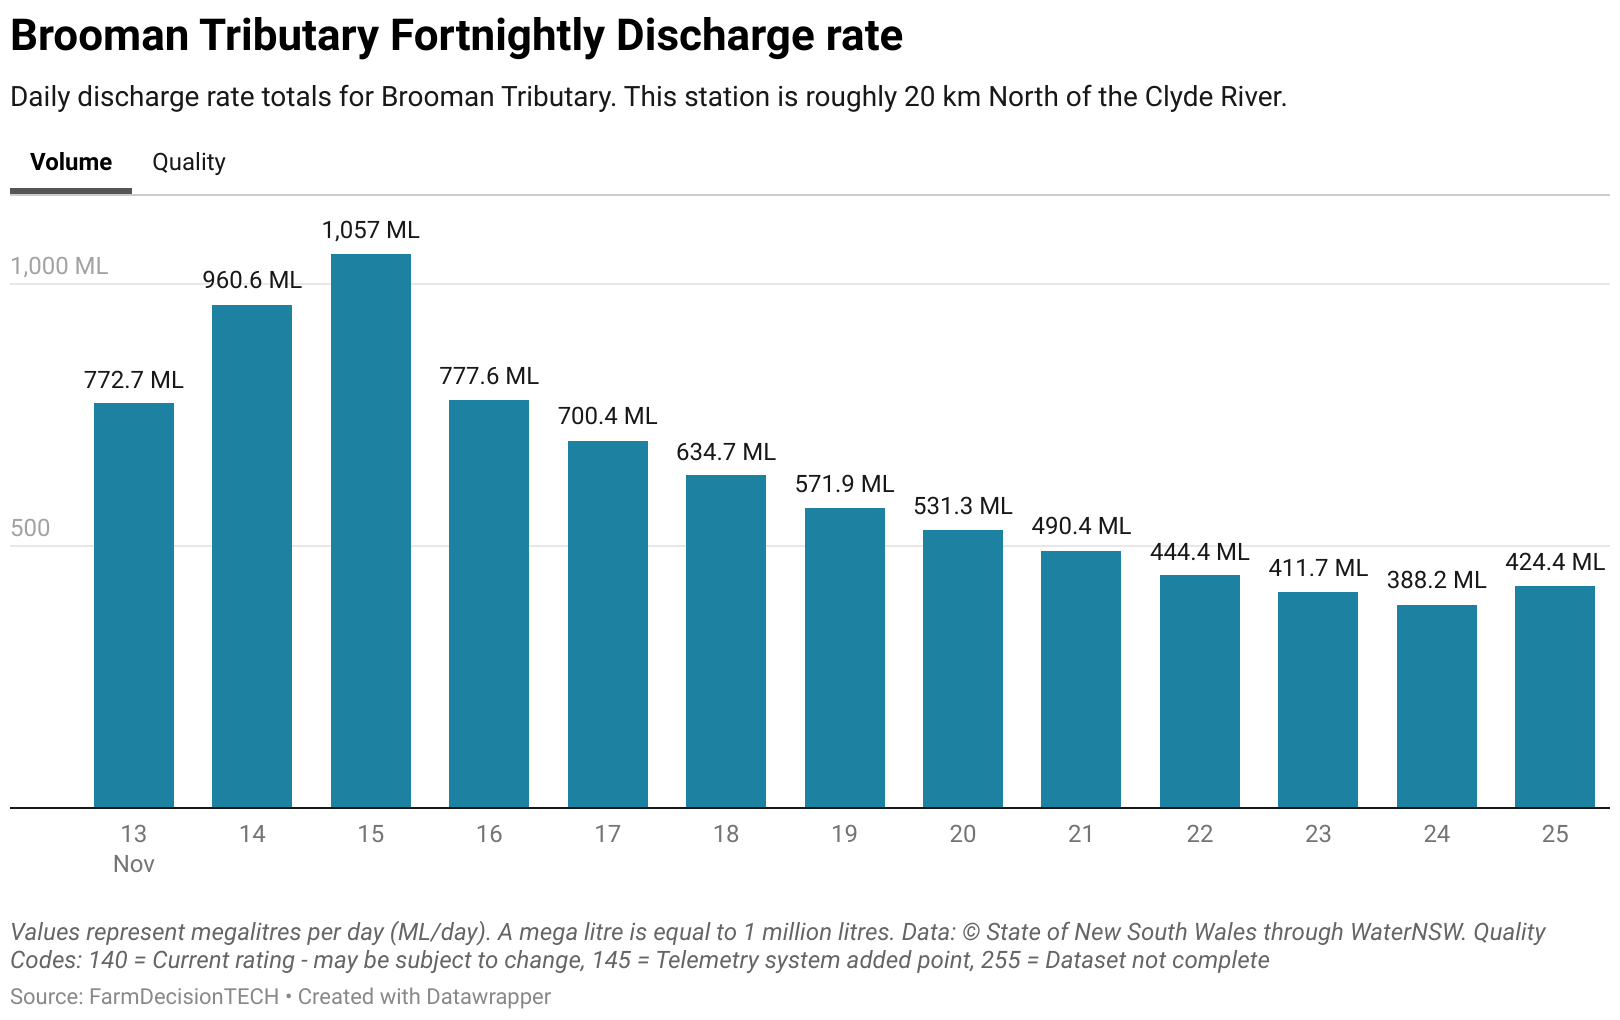 Brooman Tributary Fortnightly Discharge rate
Daily discharge rate totals for Brooman Tributary. This station is roughly 20 km North of the Clyde River.
Volume Quality
1,057 ML
1,000 ML
960.6 ML
772.7 ML
777.6 ML
700.4 ML
634.7 ML
571.9 ML
531.3 ML
500
490.4 ML
444.4 ML
411.7 ML
388.2 ML
424.4 ML
13 14 15 16 17 18 19 20 21 22 23 24 25
Nov
Values represent megalitres per day (ML/day). A mega litre is equal to 1 million litres. Data: © State of New South Wales through WaterNSW. Quality
Codes: 140 = Current rating - may be subject to change, 145 = Telemetry system added point, 255 = Dataset not complete
Source: FarmDecisionTECH • Created with Datawrapper